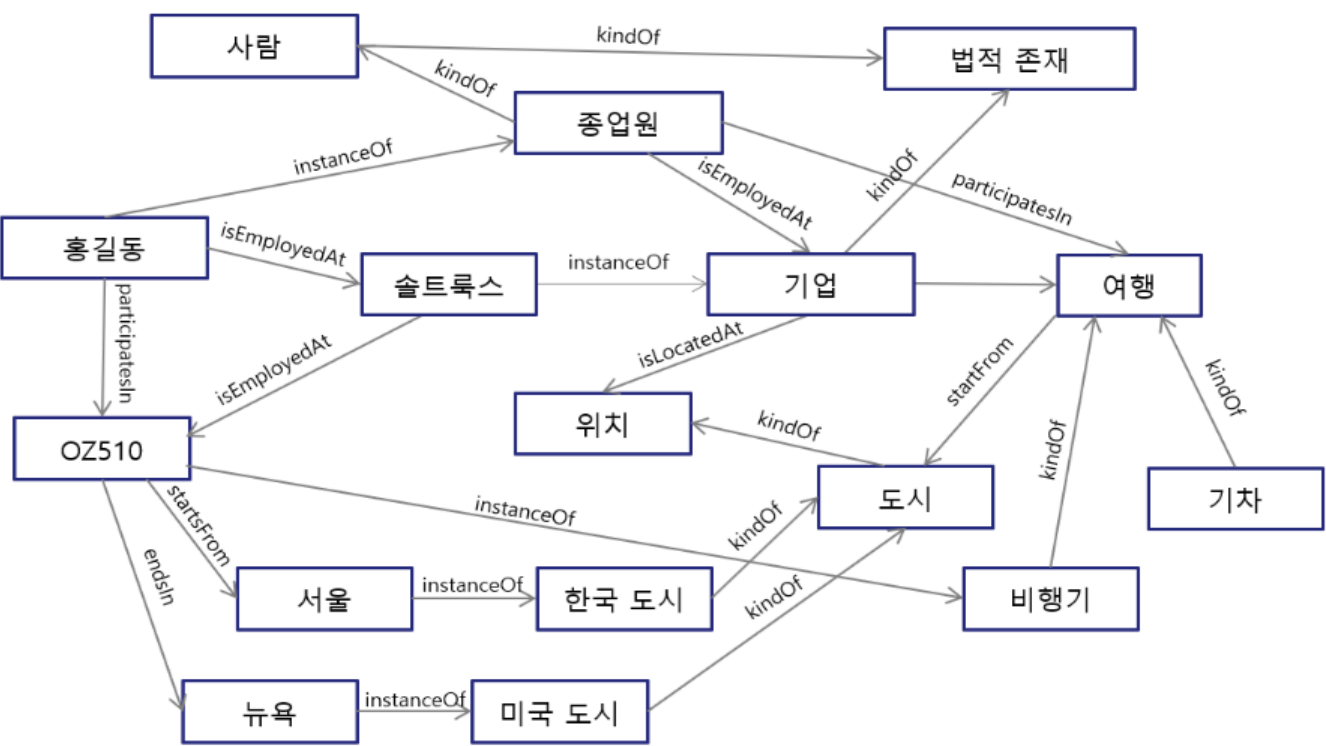 사람
kindOf
법적 존재
kindOf
종업원
instanceOf
isEmployedAt
kindOf
participatesIn
홍길동
isEmployedAt
솔트룩스
instanceOf
기업
여행
participatesIn
isEmployedAt
isLocatedAt
startFrom
kindOf
위치
kindOf
OZ510
kindOf
도시
기차
startsFrom
instanceOf
kindOf
endsIn
서울
instanceOf
한국 도시
kindOf
비행기
뉴욕
instanceOf
미국 도시